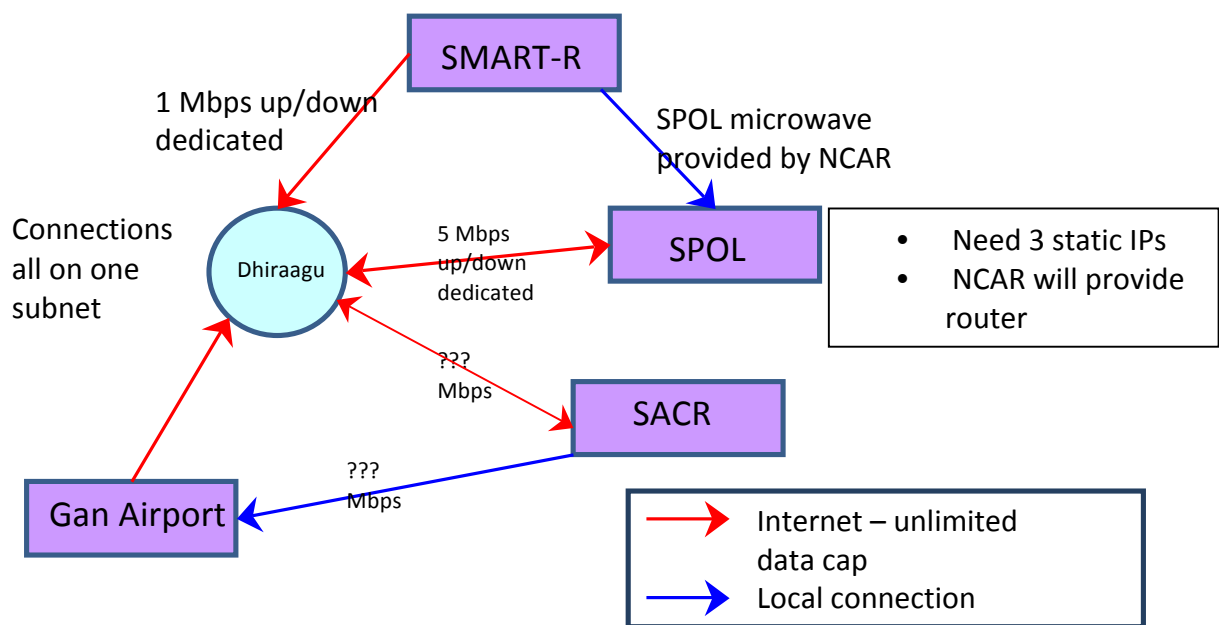 SMART-R
1 Mbps up/down
dedicated
SPOL microwave
provided by NCAR
Connections
all on one
subnet
Dhiraagu
5 Mbps
up/down
dedicated
SPOL
• Need 3 static IPs
• NCAR will provide
router
???
Mbps
SACR
???
Mbps
Gan Airport
Internet – unlimited
data cap
Local connection